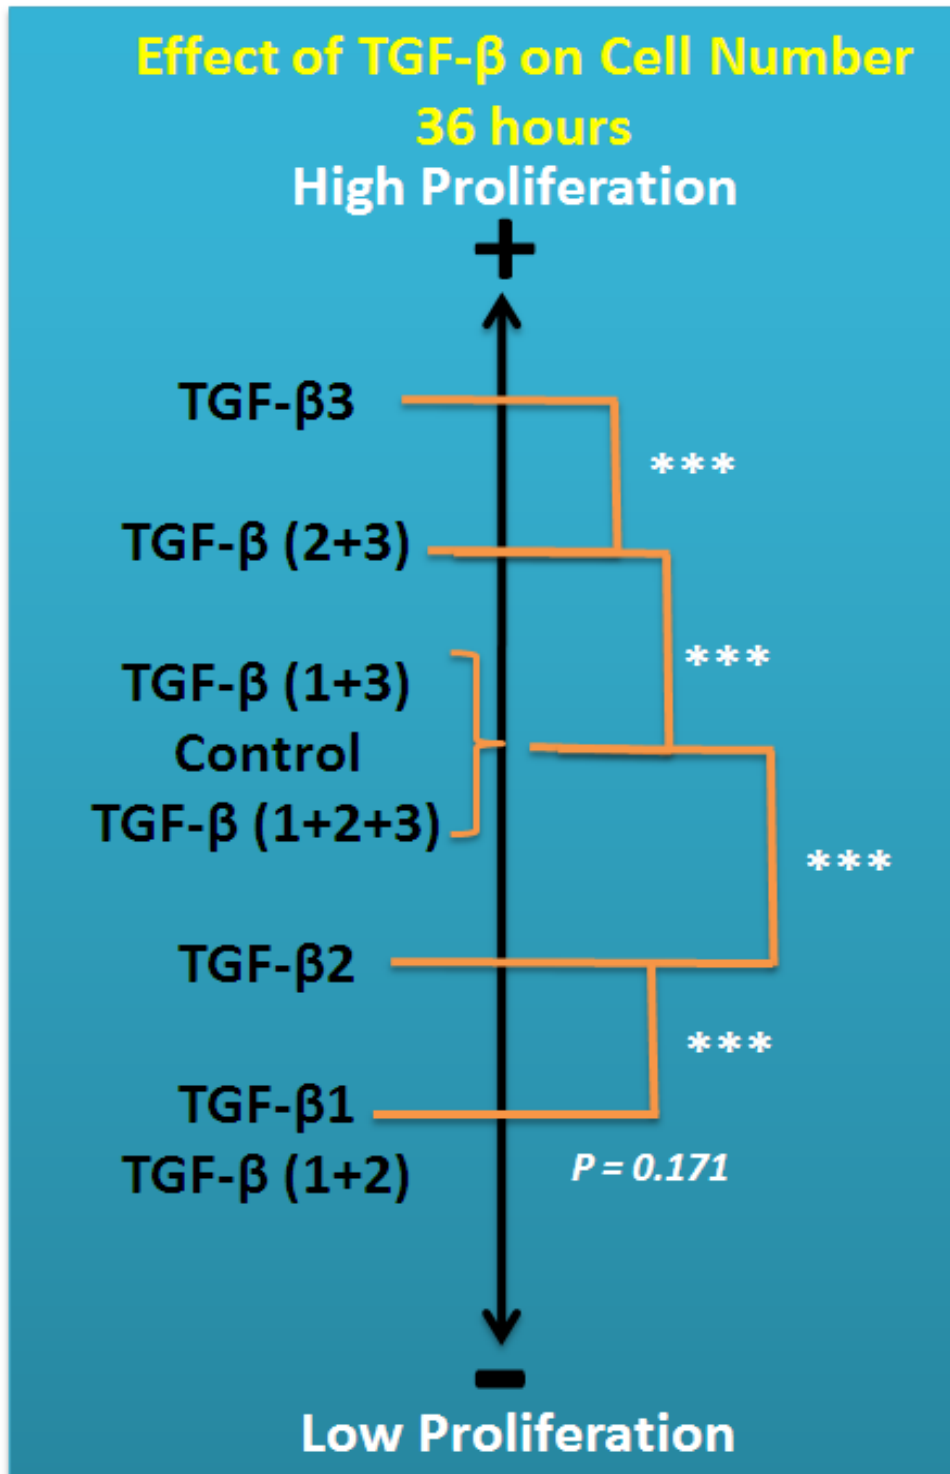 Effect of TGF-β on Cell Number
36 hours
High Proliferation
+
TGF-β3
***
TGF-β (2+3)
***
TGF-β (1+3)
Control
TGF-β (1+2+3)
***
TGF-β2
***
TGF-β1
TGF-β (1+2)
P = 0.171
-
Low Proliferation